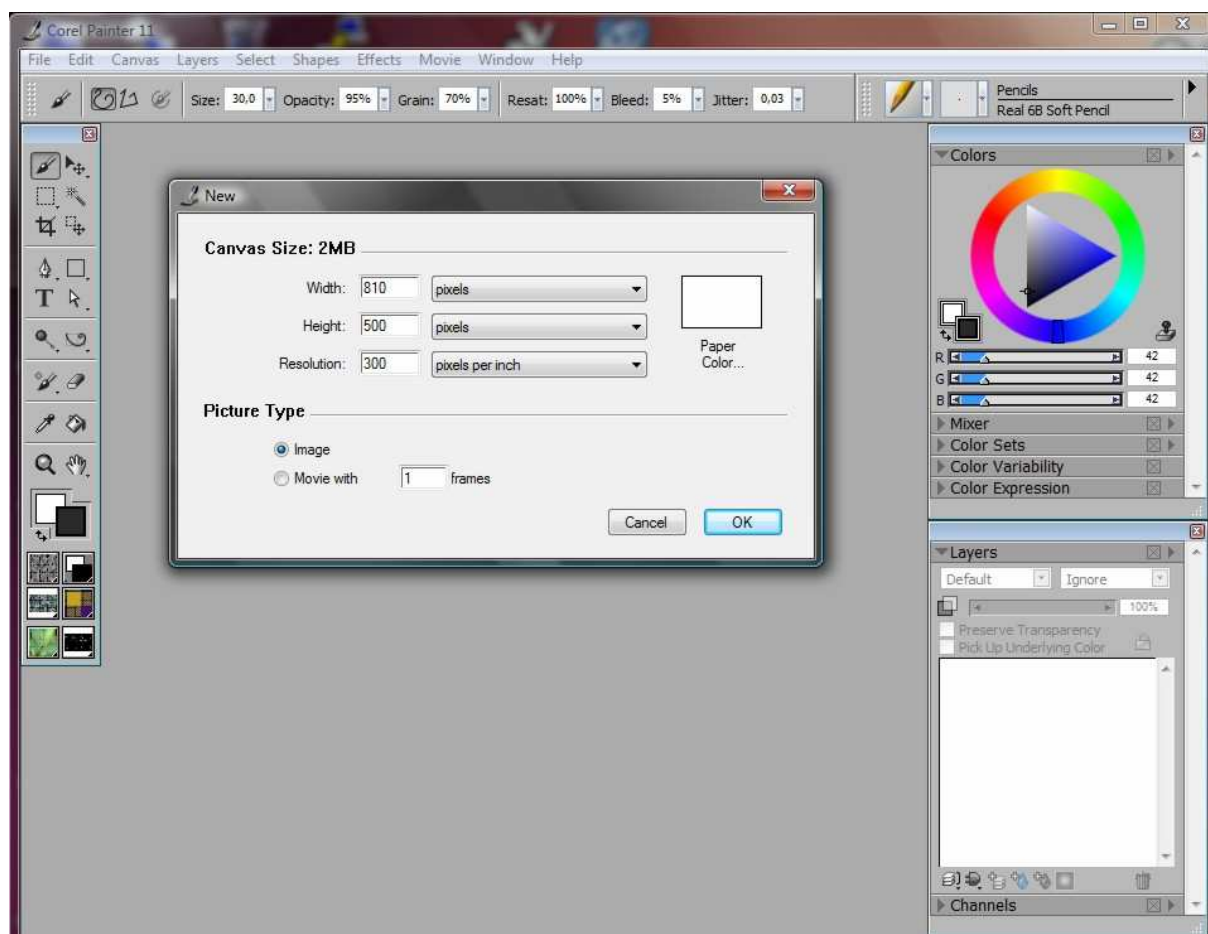 Corel Painter 11
File Edit Canvas Layers Select Shapes Effects Movie Window Help
Size: 30,0 Opacity: 95% Grain: 70% Resat: 100% Bleed: 5% Jitter: 0,03
Pencils
Real 6B Soft Pencil
New
Canvas Size: 2MB
Width: 810 pixels
Height: 500 pixels
Resolution: 300 pixels per inch
Paper
Color...
Picture Type
Image
Movie with 1 frames
Cancel OK
T
Colors
R 42
G 42
B 42
Mixer
Color Sets
Color Variability
Color Expression
Layers
Default Ignore
100%
Preserve Transparency
Pick Up Underlying Color
Channels